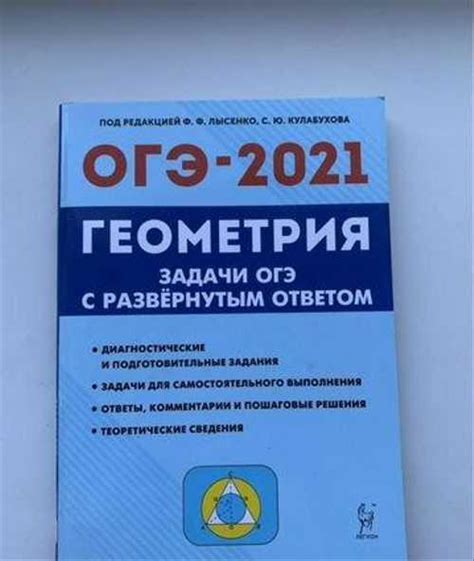 ПОД РЕДАКЦИЕЙ Ф. Ф. ЛЫСЕНКО, С. Ю. КУЛАБУХОВА
ОГЭ-2021
ГЕОМЕТРИЯ
ЗАДАЧИ ОГЭ
С РАЗВЁРНУТЫМ ОТВЕТОМ
• ДИАГНОСТИЧЕСКИЕ
И ПОДГОТОВИТЕЛЬНЫЕ ЗАДАНИЯ
• ЗАДАЧИ ДЛЯ САМОСТОЯТЕЛЬНОГО ВЫПОЛНЕНИЯ
• ОТВЕТЫ, КОММЕНТАРИИ И ПОШАГОВЫЕ РЕШЕНИЯ
• ТЕОРЕТИЧЕСКИЕ СВЕДЕНИЯ
ЛЕГИОН